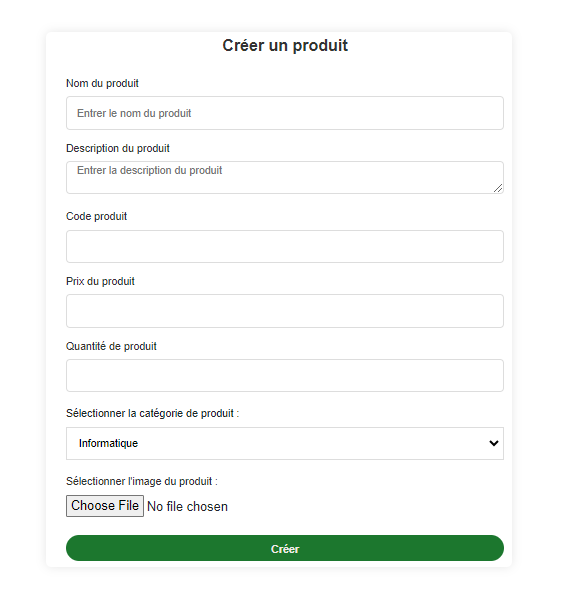 Créer un produit
Nom du produit
Entrer le nom du produit
Description du produit
Entrer la description du produit
Code produit
Prix du produit
Quantité de produit
Sélectionner la catégorie de produit :
Informatique
Sélectionner l'image du produit :
Choose File No file chosen
Créer